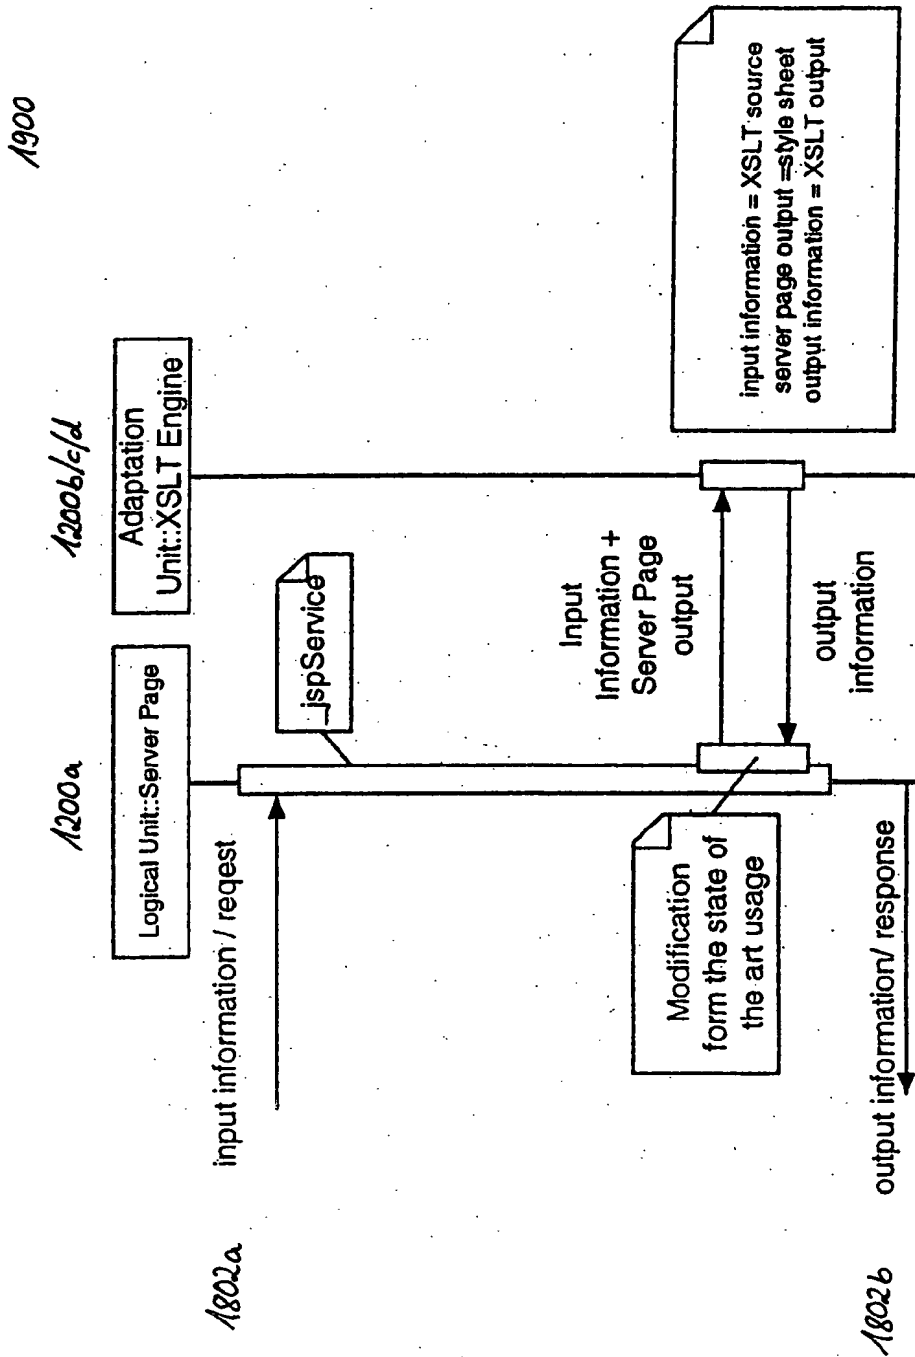 1900
1200a
1200b/c/d
Logical Unit::Server Page
Adaptation
Unit::XSLT Engine
1802a
input information / reqest
_jspService
Input
Information +
Server Page
output
Modification
form the state of
the art usage
output
information
input information = XSLT source
server page output =style sheet
output information = XSLT output
1802b
output information/ response